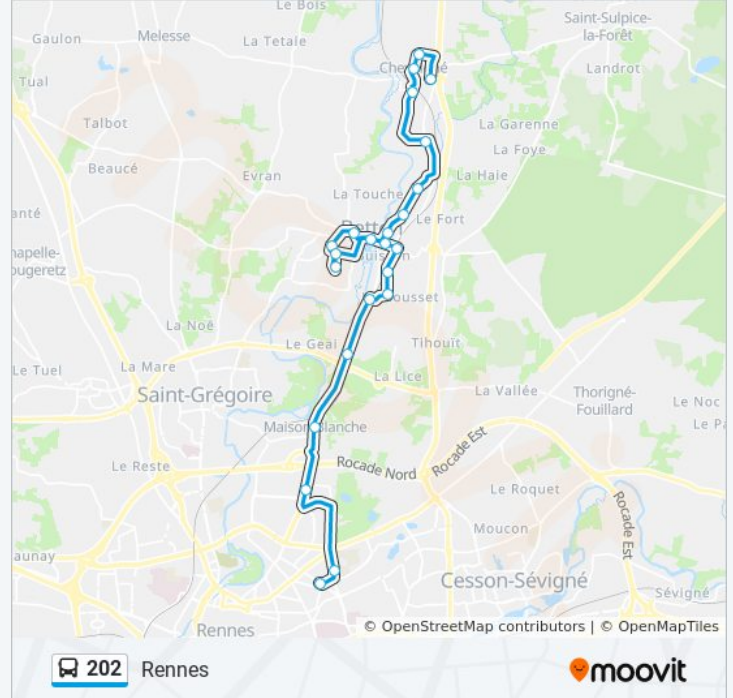 Le Bois
Saint-Sulpice-
la-Forêt
Gaulon
Melesse
La Tetaie
Landrot
Tual
La Garenne
Talbot
La Foye
Beaucé
Evran
La Haie
La Touche
Le Fort
La Noë
Le Geai
Tihouït
Le Tuel
La Mare
La Lice
La Vallée
Thorigné-
Fouillard
Le Noc
Saint-Grégoire
Rocade Est
Le Reste
Rocade Nord
Le Roquet
Rocade Est
Moucon
Cesson-Sévigné
Sévigné
Rennes
© OpenStreetMap contributors | © OpenMapTiles
202 Rennes
moovit